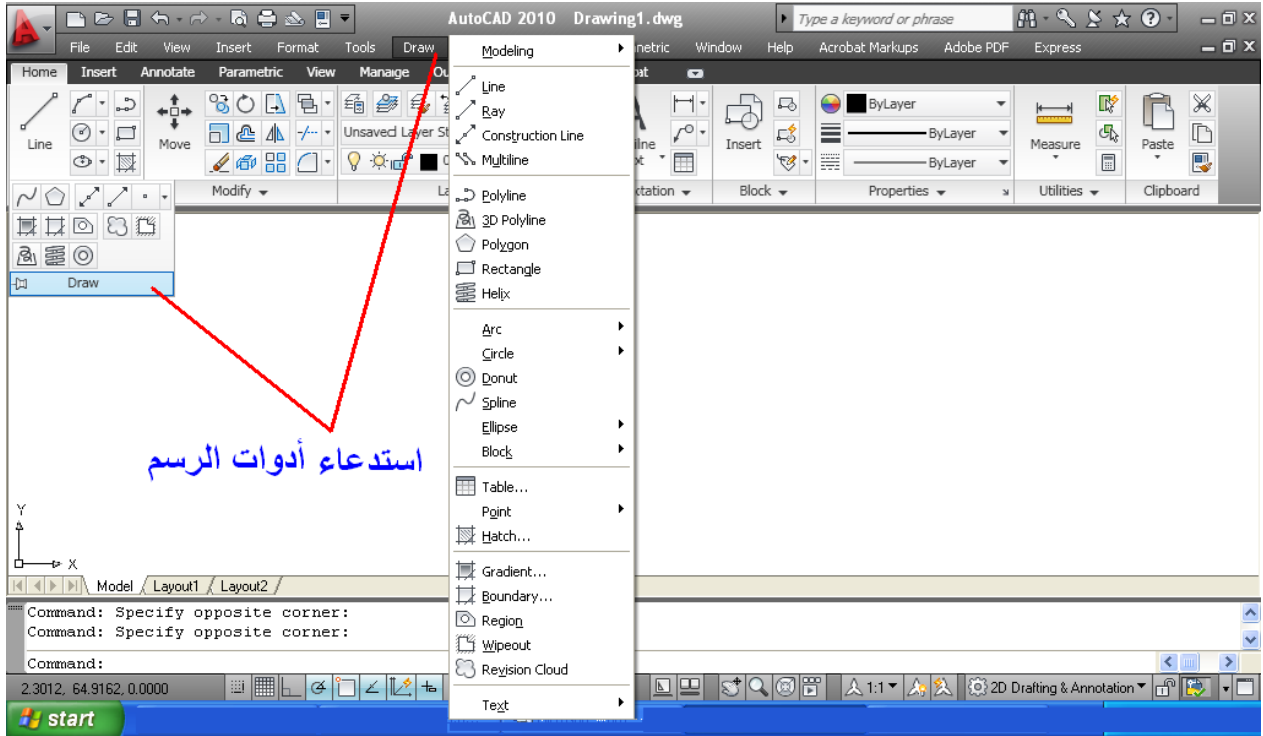 AutoCAD 2010 Drawing1.dwg
Type a keyword or phrase
File Edit View Insert Format Tools Draw
Window Help Acrobat Markups Adobe PDF Express
Home Insert Annotate Parametric View Manage
Line
Move
Unsaved Layer
Insert
ByLayer
ByLayer
ByLayer
Measure
Paste
Modify
Block
Properties
Utilities
Clipboard
Draw
Modeling
Line
Ray
Construction Line
Multiline
Polyline
3D Polyline
Polygon
Rectangle
Helix
Arc
Circle
Donut
Spline
Ellipse
Block
Table...
Point
Hatch...
Gradient...
Boundary...
Region
Wipeout
Revision Cloud
Text
استدعاء أدوات الرسم
Y
X
Model Layout1 Layout2
Command: Specify opposite corner:
Command: Specify opposite corner:
Command:
2.3012, 64.9162, 0.0000
1:1
2D Drafting & Annotation
start